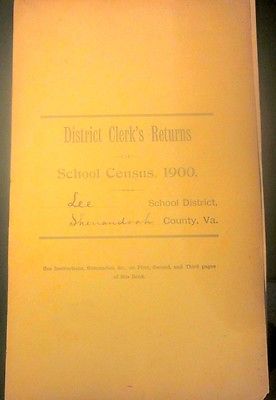 District Clerk's Returns
OF
School Census, 1900,
Lee School District,
Shenandoah County, Va.
See Instructions, Summaries, &c., on First, Second, and Third pages
of this Book.